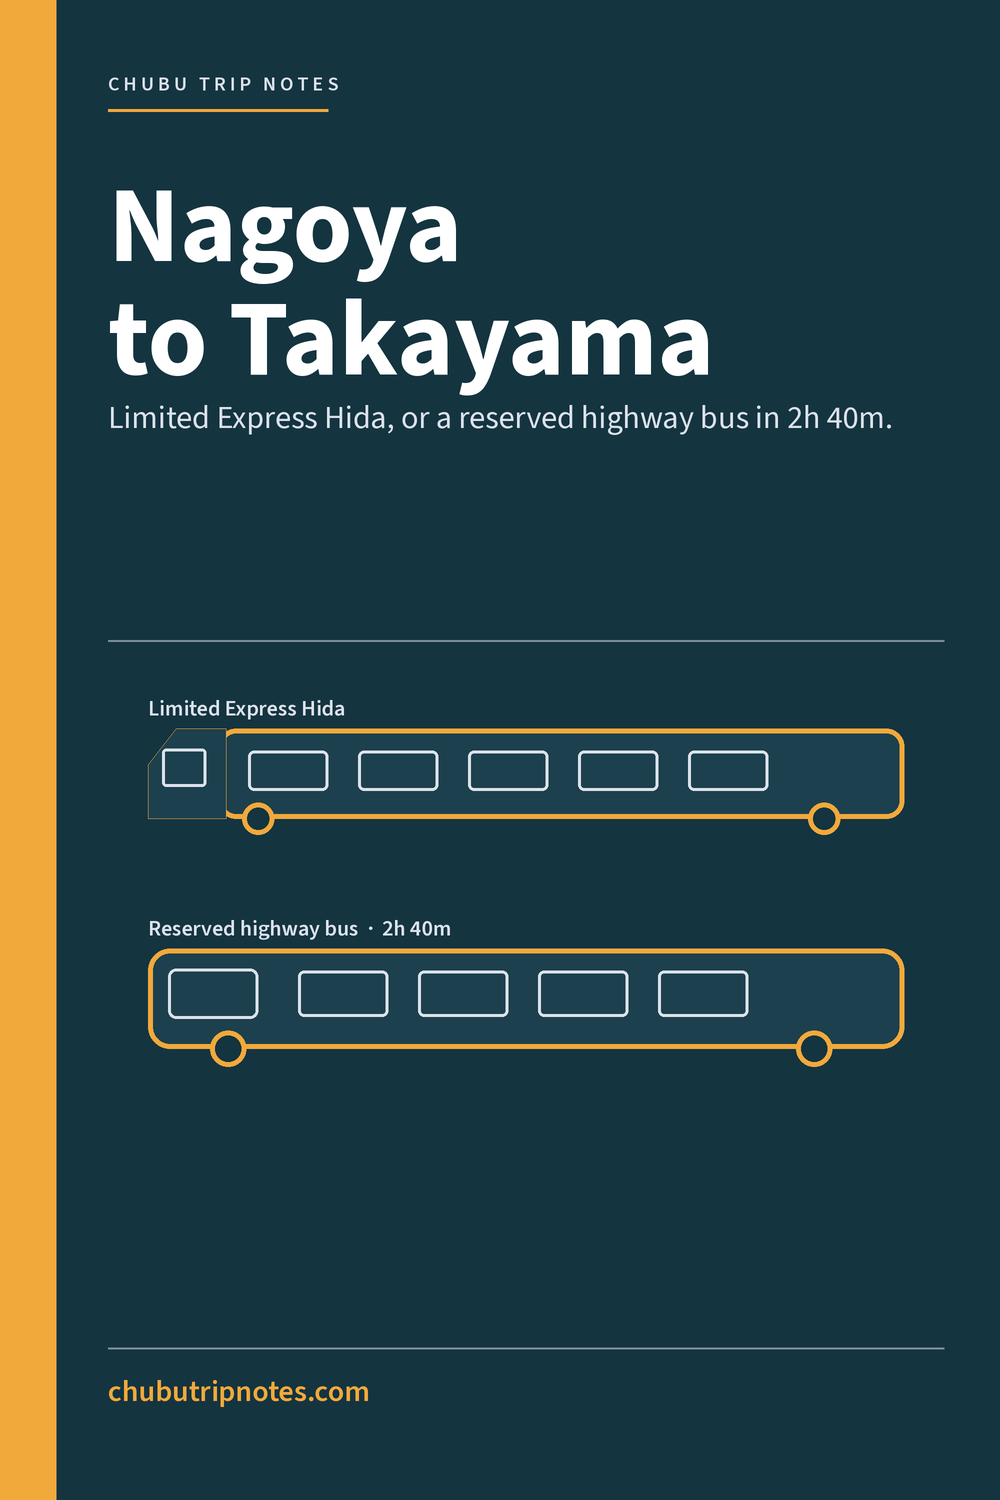 CHUBU TRIP NOTES
Nagoya
to Takayama
Limited Express Hida, or a reserved highway bus in 2h 40m.
Limited Express Hida
Reserved highway bus · 2h 40m
chubutripnotes.com